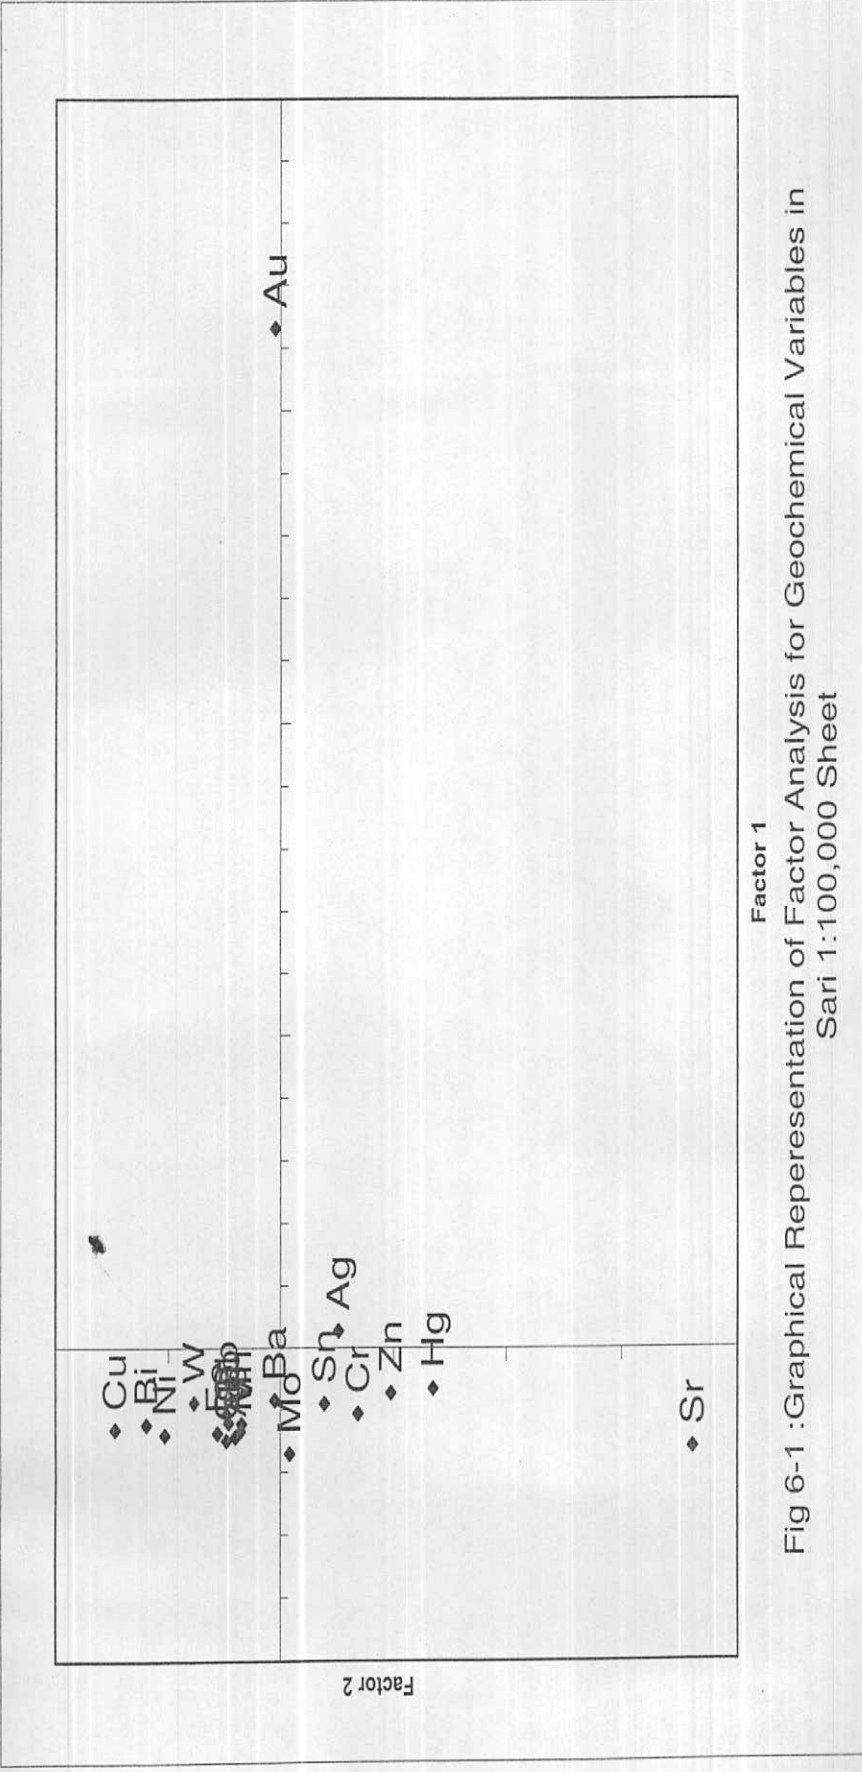 Au
Ag
Cu
Bi
Ni
W
Ba
Mo
Sn
Cr
Zn
Hg
Sr
Factor 2
Factor 1
Fig 6-1 :Graphical Reperesentation of Factor Analysis for Geochemical Variables in
Sari 1:100,000 Sheet